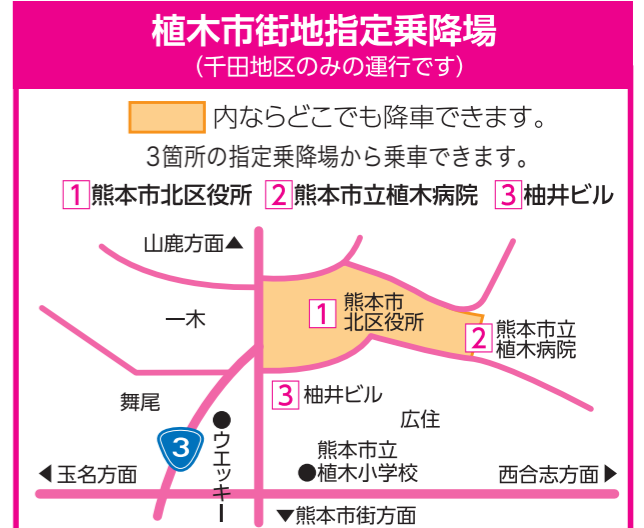 植木市街地指定乗降場
（千田地区のみの運行です）
内ならどこでも降車できます。
3箇所の指定乗降場から乗車できます。
1 熊本市北区役所 2 熊本市立植木病院 3 柚井ビル
山鹿方面▲
一木
1 熊本市
北区役所
2 熊本市立
植木病院
舞尾
3 柚井ビル
広住
3
●ウエッキー
熊本市立
●植木小学校
◀玉名方面
西合志方面▶
▼熊本市街方面